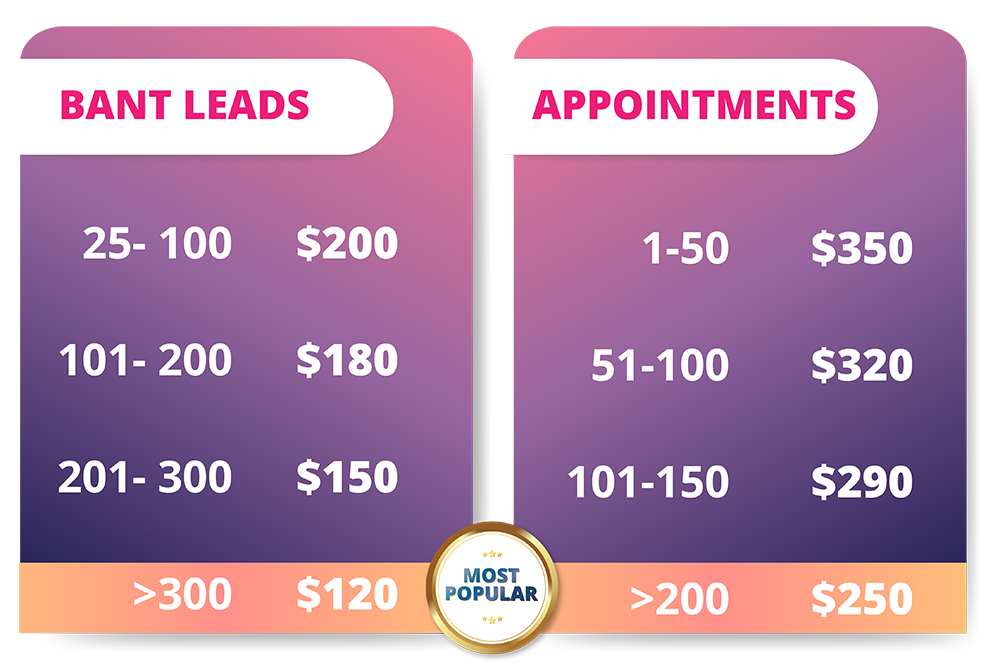 BANT LEADS
25- 100 $200
101- 200 $180
201- 300 $150
>300 $120
APPOINTMENTS
1-50 $350
51-100 $320
101-150 $290
>200 $250
MOST
POPULAR